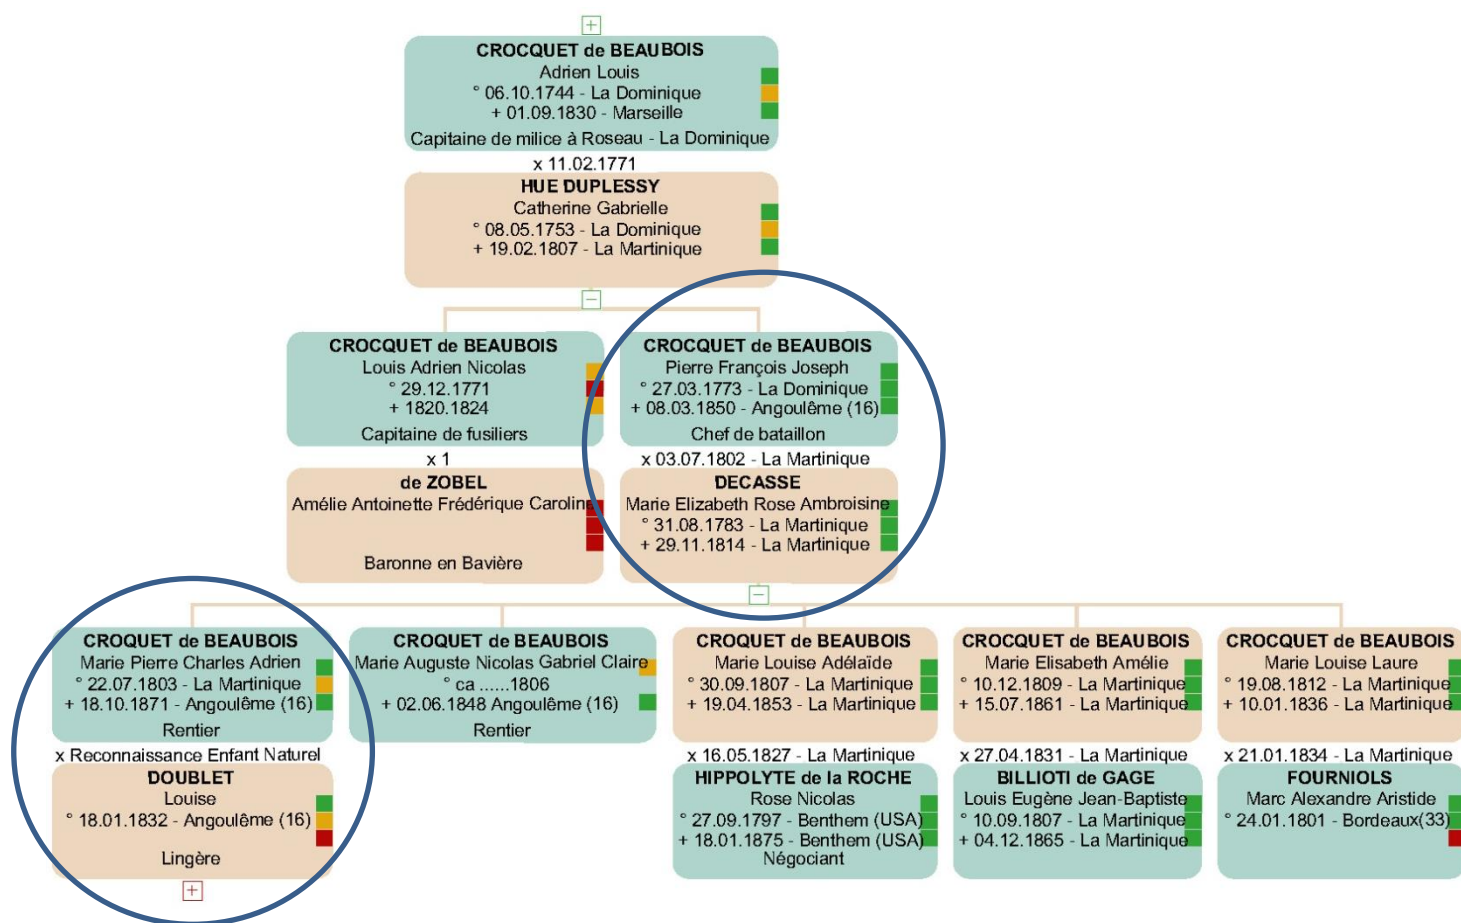 CROCQUET de BEAUBOIS
Adrien Louis
° 06.10.1744 - La Dominique
+ 01.09.1830 - Marseille
Capitaine de milice à Roseau - La Dominique
x 11.02.1771
HUE DUPLESSY
Catherine Gabrielle
° 08.05.1753 - La Dominique
+ 19.02.1807 - La Martinique
CROCQUET de BEAUBOIS
Louis Adrien Nicolas
° 29.12.1771
+ 1820.1824
Capitaine de fusiliers
x 1
de ZOBEL
Amélie Antoinette Frédérique Caroline
Baronne en Bavière
CROCQUET de BEAUBOIS
Pierre François Joseph
° 27.03.1773 - La Dominique
+ 08.03.1850 - Angoulême (16)
Chef de bataillon
x 03.07.1802 - La Martinique
DECASSE
Marie Elizabeth Rose Ambroisine
° 31.08.1783 - La Martinique
+ 29.11.1814 - La Martinique
CROQUET de BEAUBOIS
Marie Pierre Charles Adrien
° 22.07.1803 - La Martinique
+ 18.10.1871 - Angoulême (16)
Rentier
x Reconnaissance Enfant Naturel
DOUBLET
Louise
° 18.01.1832 - Angoulême (16)
Lingère
CROQUET de BEAUBOIS
Marie Auguste Nicolas Gabriel Claire
° ca ......1806
+ 02.06.1848 Angoulême (16)
Rentier
CROQUET de BEAUBOIS
Marie Louise Adélaïde
° 30.09.1807 - La Martinique
+ 19.04.1853 - La Martinique
x 16.05.1827 - La Martinique
HIPPOLYTE de la ROCHE
Rose Nicolas
° 27.09.1797 - Benthem (USA)
+ 18.01.1875 - Benthem (USA)
Négociant
CROQUET de BEAUBOIS
Marie Elisabeth Amélie
° 10.12.1809 - La Martinique
+ 15.07.1861 - La Martinique
x 27.04.1831 - La Martinique
BILLIOTI de GAGE
Louis Eugène Jean-Baptiste
° 10.09.1807 - La Martinique
+ 04.12.1865 - La Martinique
CROCQUET de BEAUBOIS
Marie Louise Laure
° 19.08.1812 - La Martinique
+ 10.01.1836 - La Martinique
x 21.01.1834 - La Martinique
FOURNIOLS
Marc Alexandre Aristide
° 24.01.1801 - Bordeaux(33)